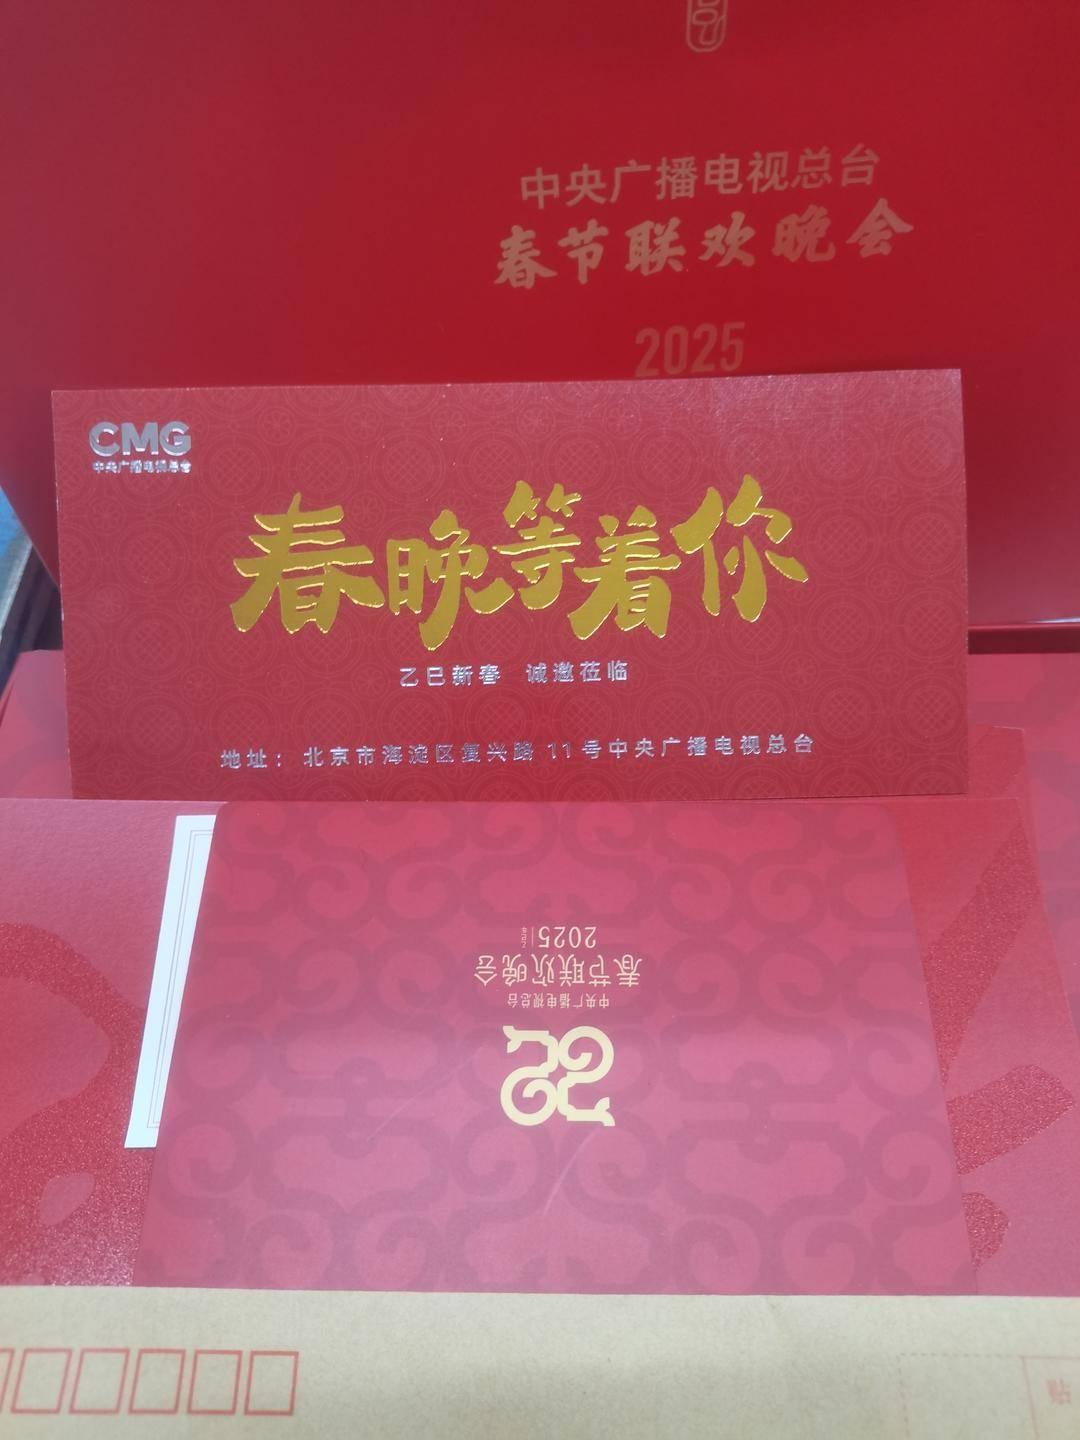 中央广播电视总台
春节联欢晚会
2025
CMG
中央广播电视总台
春晚等着你
乙巳新春 诚邀莅临
地址：北京市海淀区复兴路 11 号中央广播电视总台
中央广播电视总台
春节联欢晚会
2025
贴